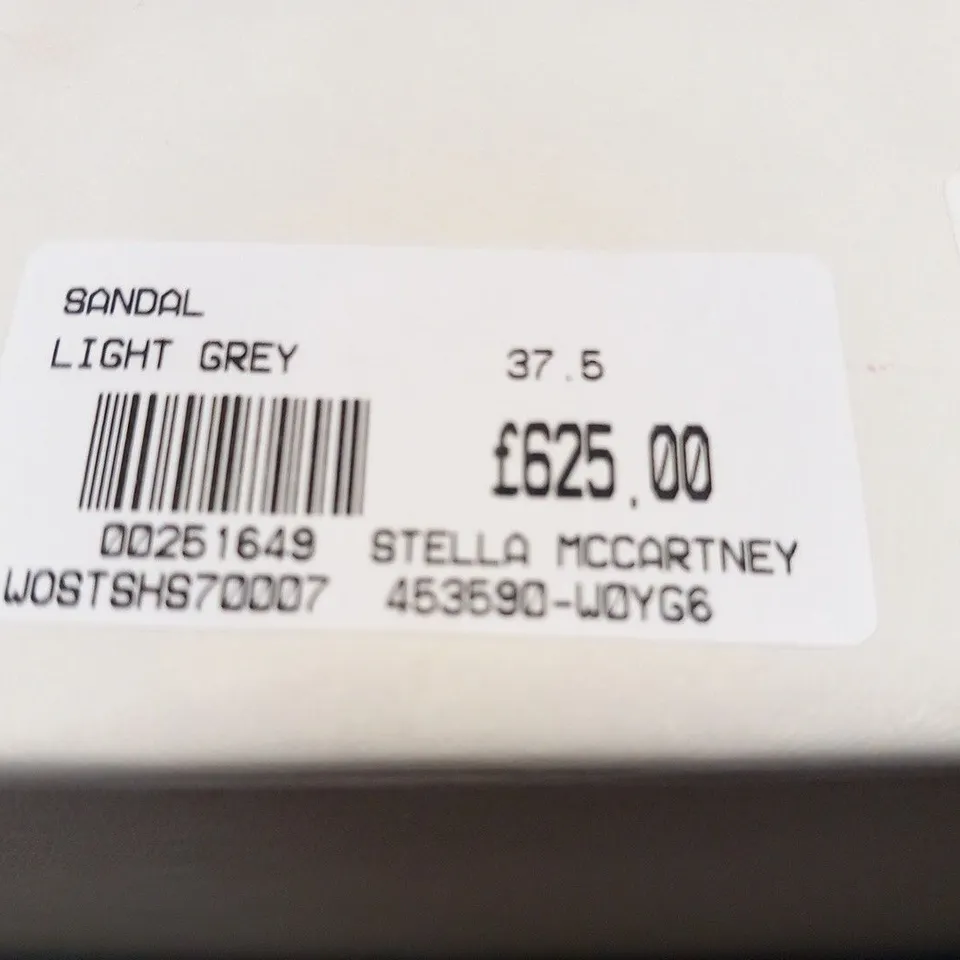 SANDAL
LIGHT GREY 37.5
£625.00
00251649 STELLA MCCARTNEY
WOSTSHS70007 453590-W0YG6